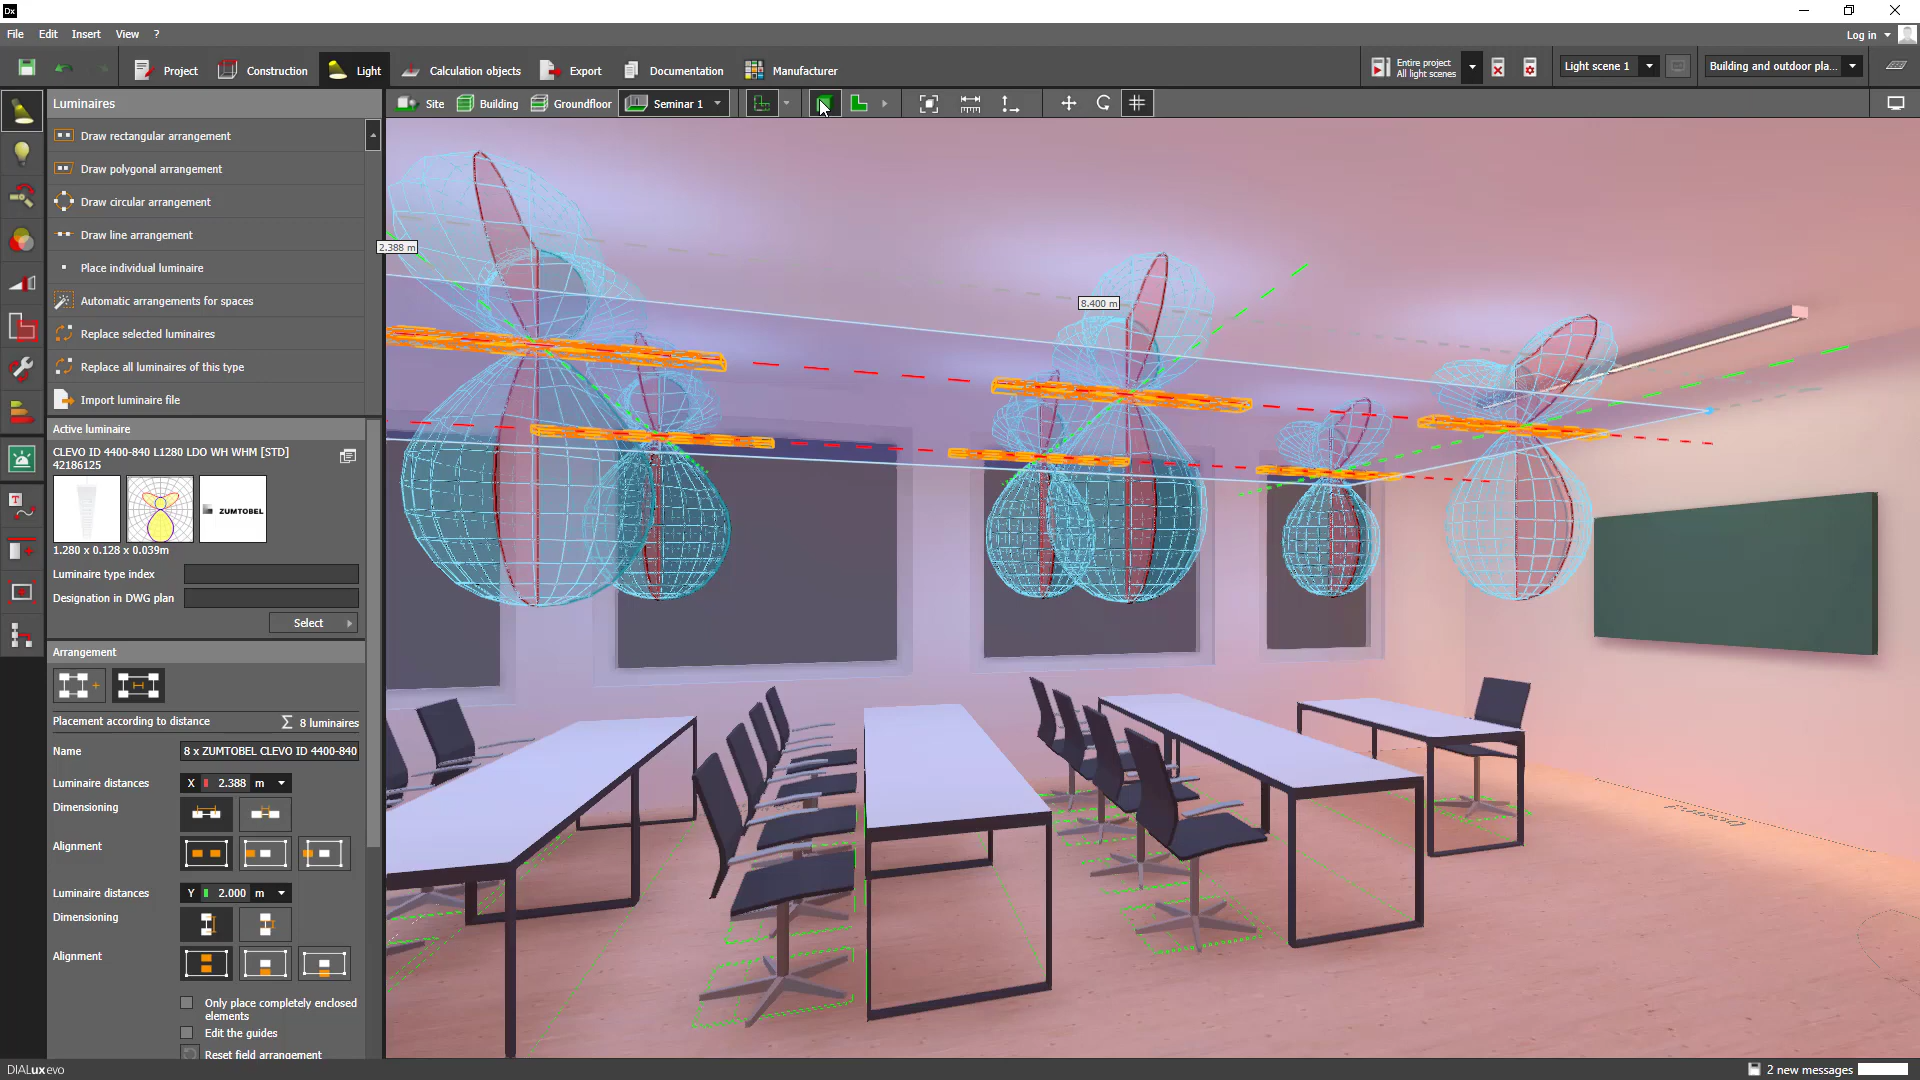 Dx
File Edit Insert View ?
Log in
Project Construction Light Calculation objects Export Documentation Manufacturer
Entire project
All light scenes
Light scene 1
Building and outdoor pla...
Luminaires
Site Building Groundfloor Seminar 1
Draw rectangular arrangement
Draw polygonal arrangement
Draw circular arrangement
Draw line arrangement
Place individual luminaire
Automatic arrangements for spaces
Replace selected luminaires
Replace all luminaires of this type
Import luminaire file
2.388 m
8.400 m
Active luminaire
CLEVO ID 4400-840 L1280 LDO WH WHM [STD]
42186125
ZUMTOBEL
1.280 x 0.128 x 0.039m
Luminaire type index
Designation in DWG plan
Select
Arrangement
Placement according to distance Σ 8 luminaires
Name 8 x ZUMTOBEL CLEVO ID 4400-840
Luminaire distances X 2.388 m
Dimensioning
Alignment
Luminaire distances Y 2.000 m
Dimensioning
Alignment
Only place completely enclosed
elements
Edit the guides
Reset field arrangement
DIALux evo
2 new messages